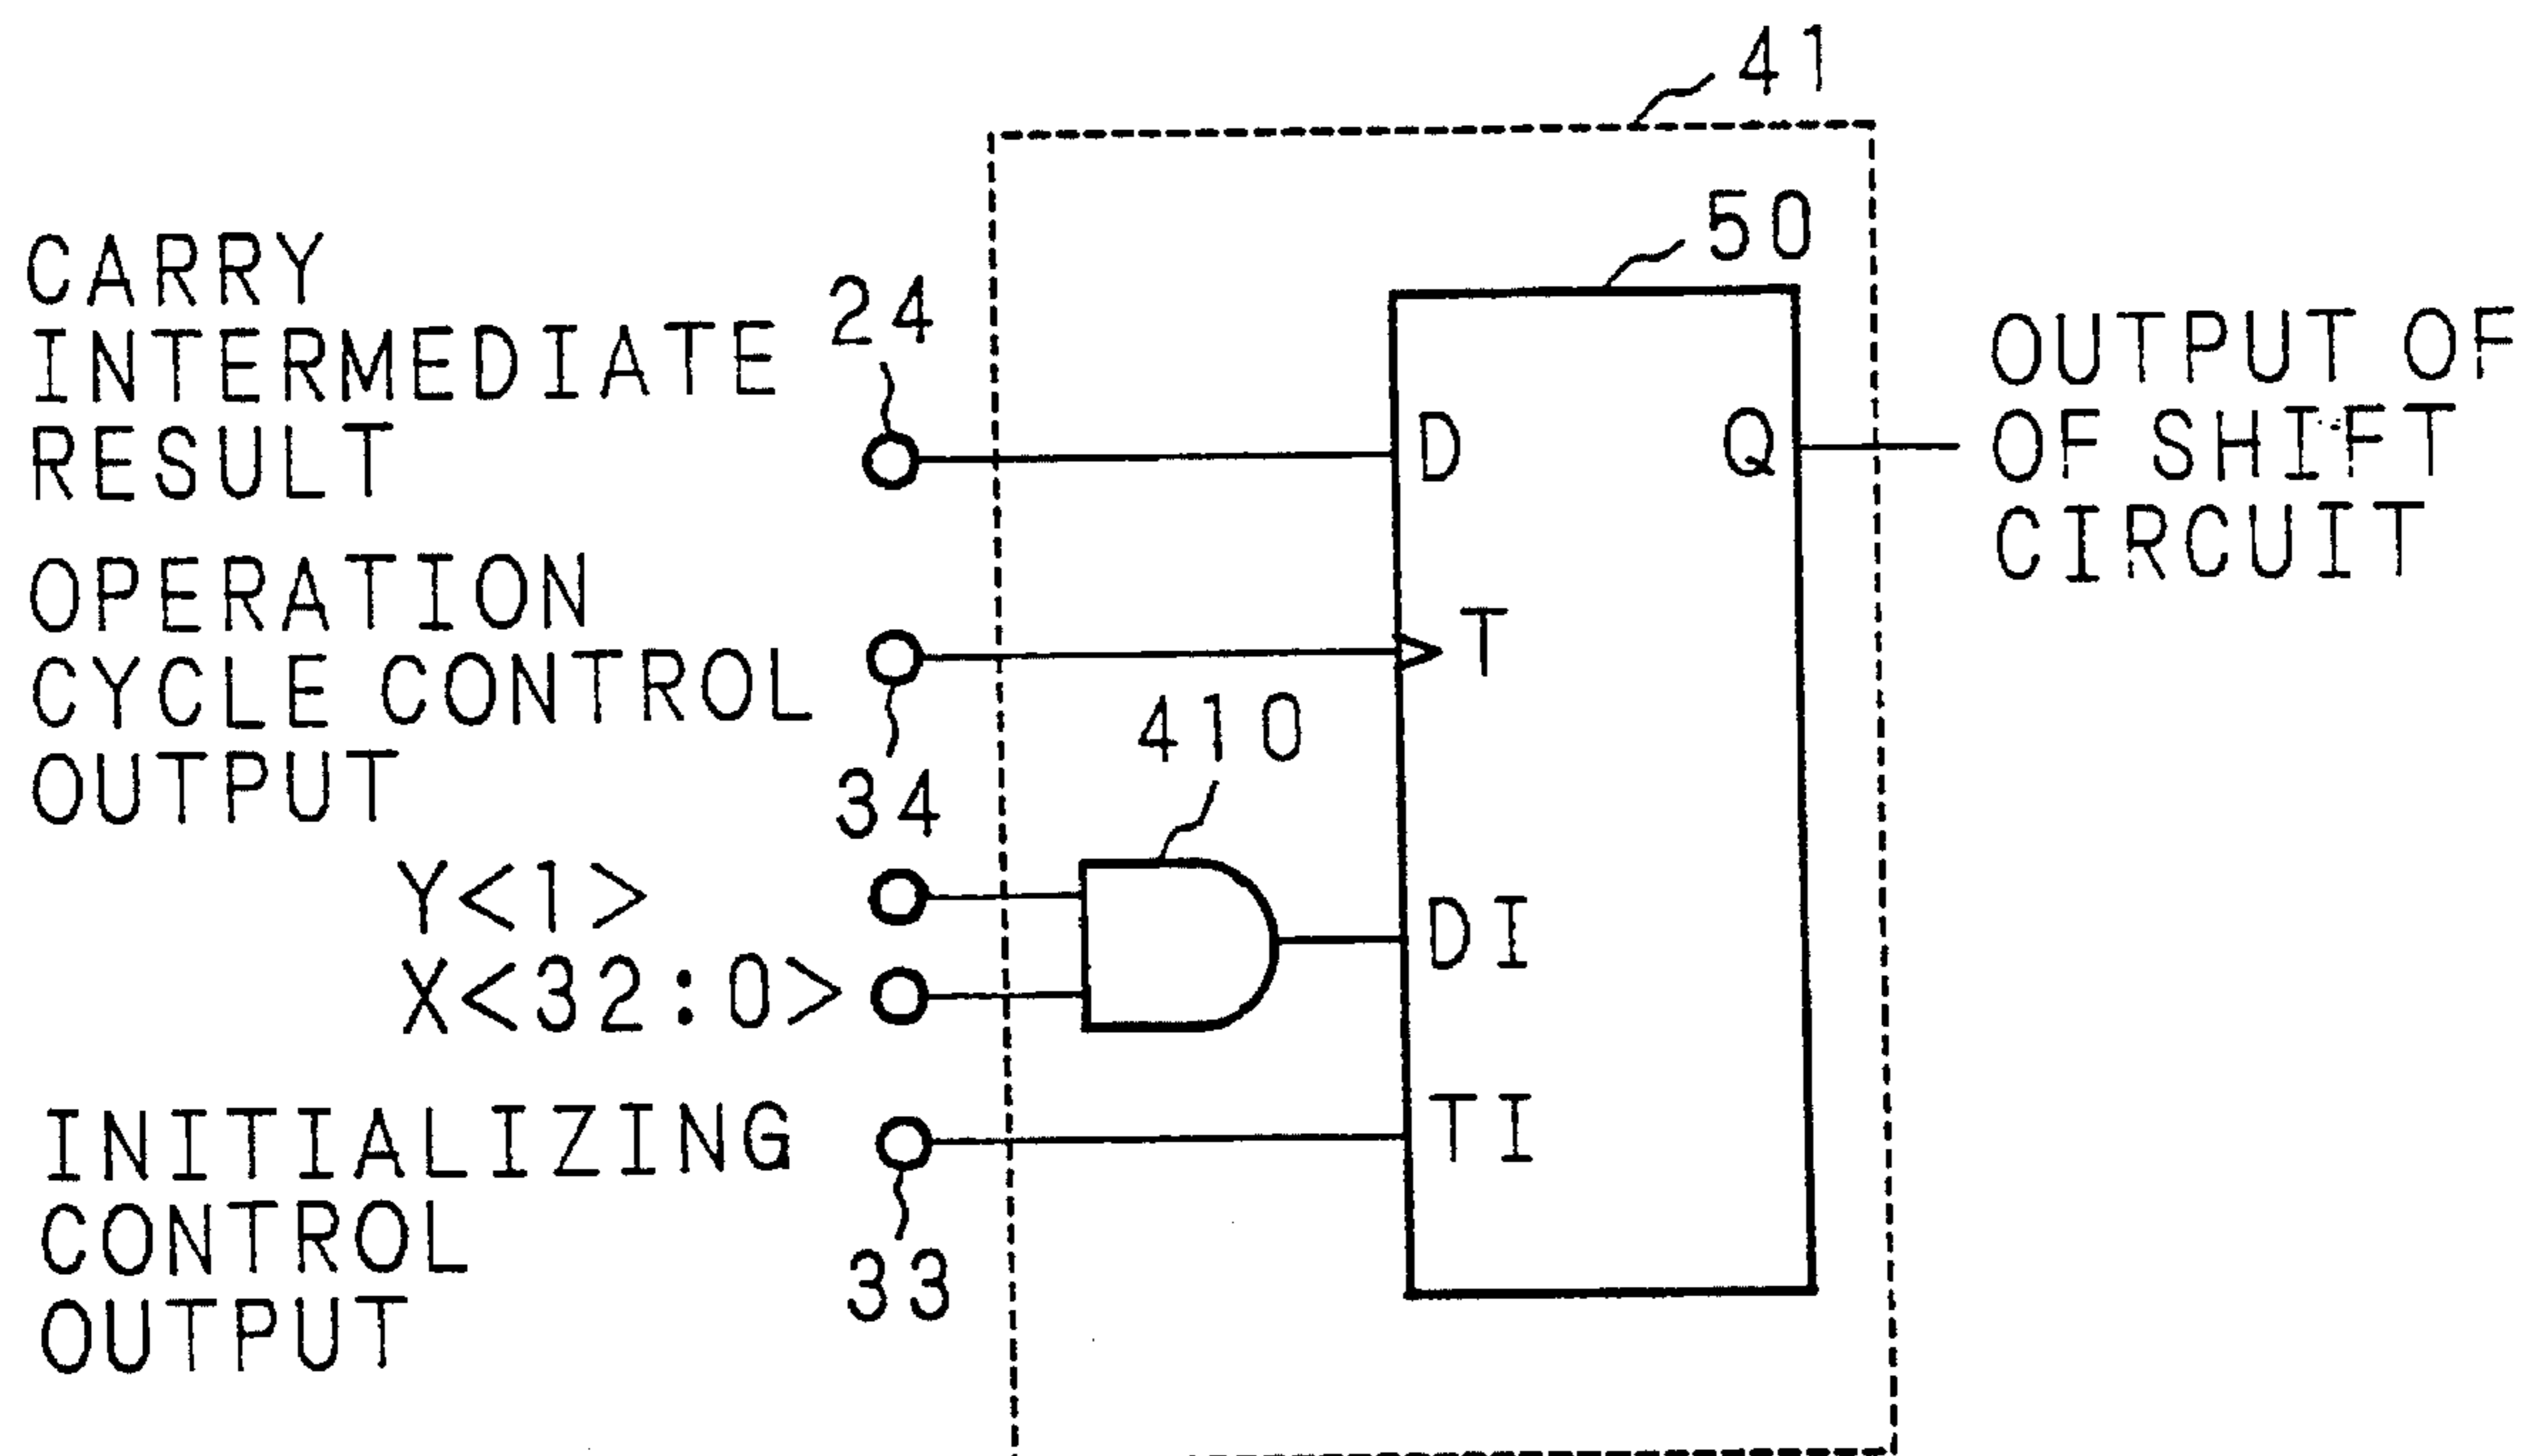 41
50
CARRY
INTERMEDIATE
RESULT
24
D
Q
OUTPUT OF
OF SHIFT
CIRCUIT
OPERATION
CYCLE CONTROL
OUTPUT
34
T
410
Y<1>
X<32:0>
DI
INITIALIZING
CONTROL
OUTPUT
33
TI